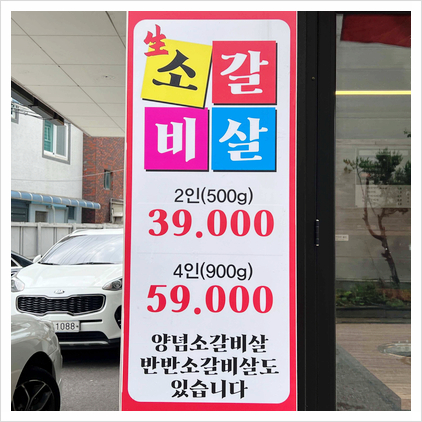 生
소갈
비살
2인(500g)
39.000
4인(900g)
59.000
양념소갈비살
반반소갈비살도
있습니다
1088